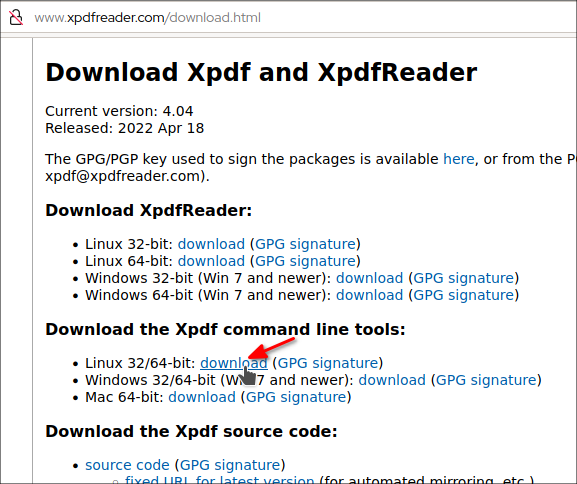 www.xpdfreader.com/download.html
Download Xpdf and XpdfReader
Current version: 4.04
Released: 2022 Apr 18
The GPG/PGP key used to sign the packages is available here, or from the
xpdf@xpdfreader.com).
Download XpdfReader:
• Linux 32-bit: download (GPG signature)
• Linux 64-bit: download (GPG signature)
• Windows 32-bit (Win 7 and newer): download (GPG signature)
• Windows 64-bit (Win 7 and newer): download (GPG signature)
Download the Xpdf command line tools:
• Linux 32/64-bit: download (GPG signature)
• Windows 32/64-bit (Win 7 and newer): download (GPG signature)
• Mac 64-bit: download (GPG signature)
Download the Xpdf source code:
• source code (GPG signature)
◦ fixed URL for latest version (for automated mirroring, etc.)